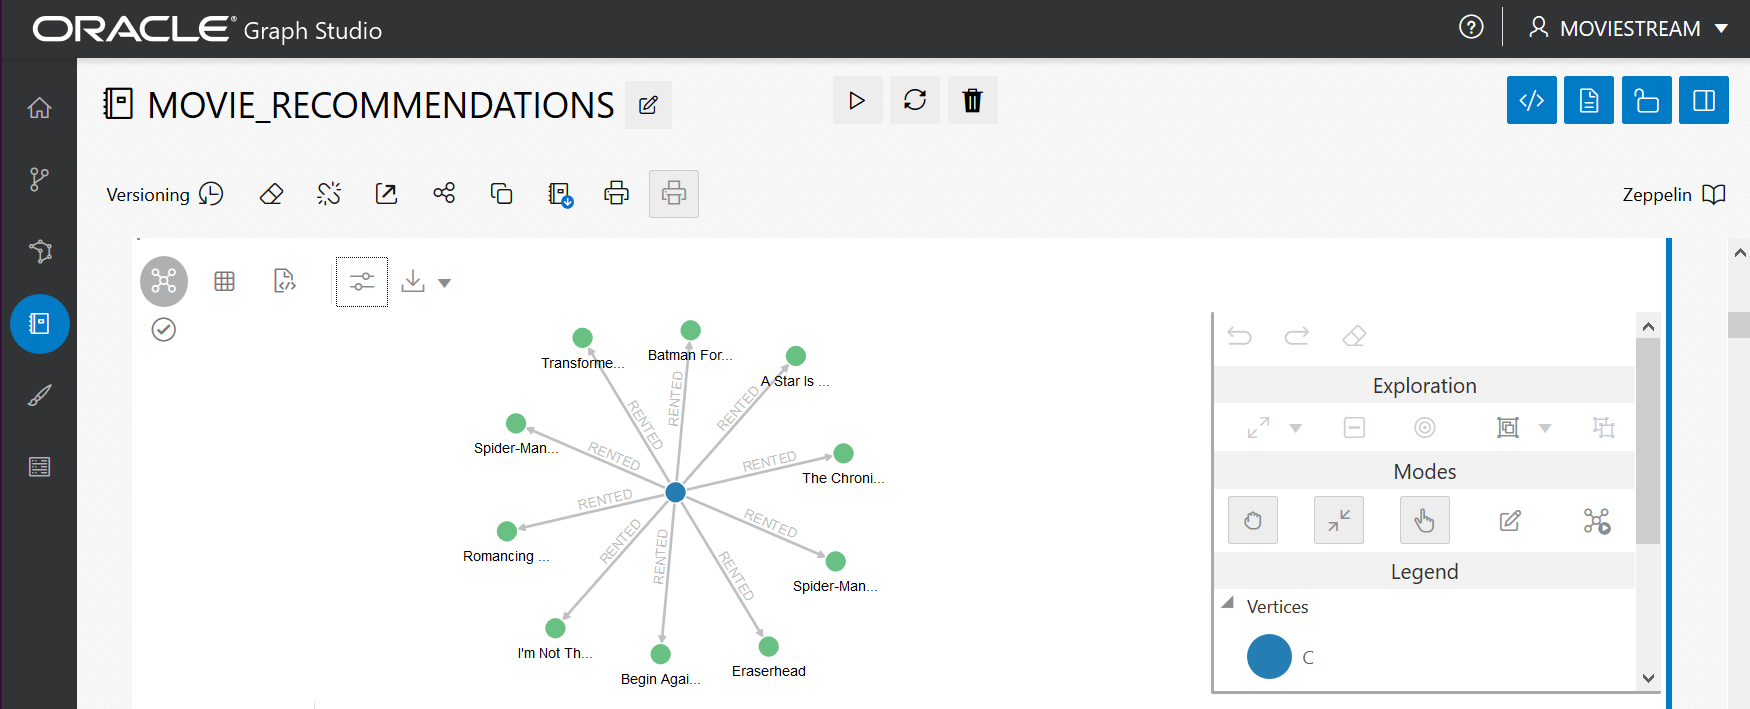 ORACLE® Graph Studio
MOVIESTREAM
MOVIE_RECOMMENDATIONS
Versioning
Zeppelin
Transforme...
Batman For...
A Star Is ...
Spider-Man...
The Chroni...
Romancing ...
Spider-Man...
I'm Not Th...
Begin Agai...
Eraserhead
RENTED
RENTED
RENTED
RENTED
RENTED
RENTED
RENTED
RENTED
RENTED
RENTED
Exploration
Modes
Legend
Vertices
C